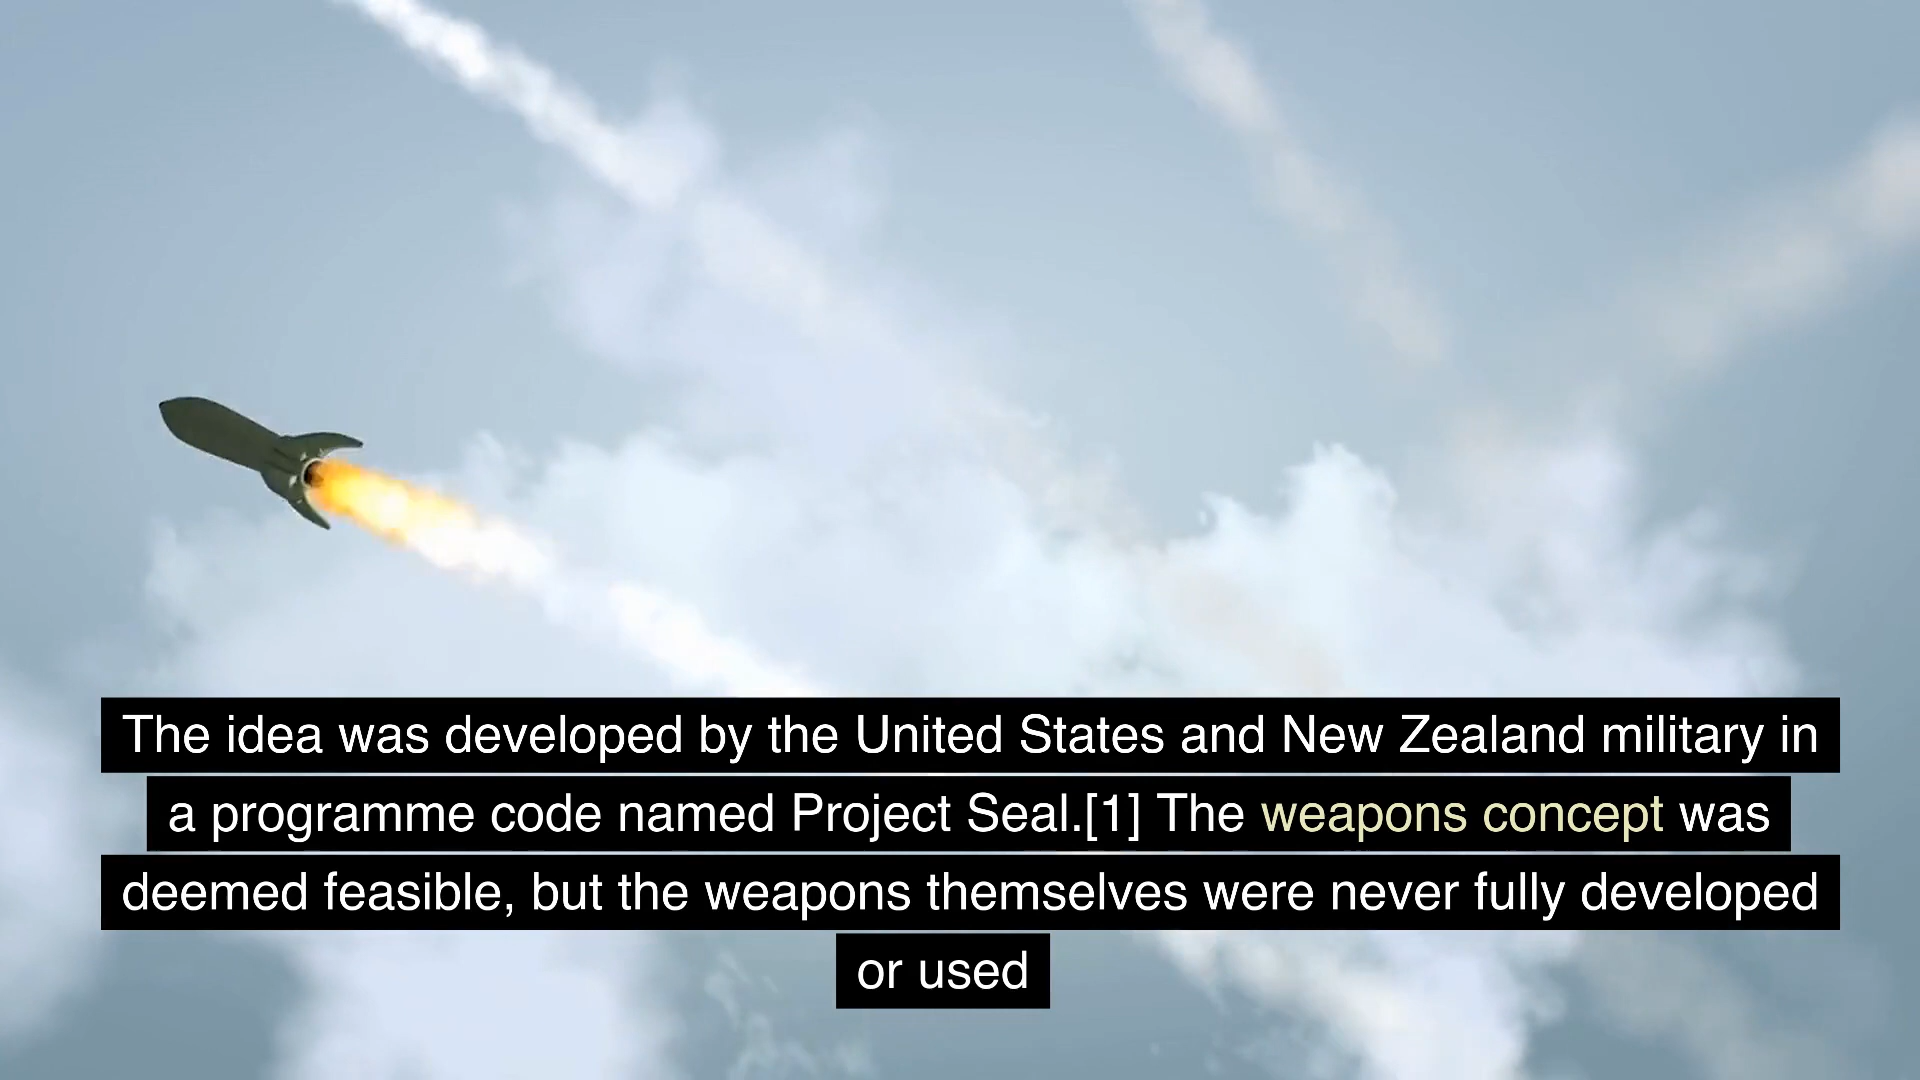 The idea was developed by the United States and New Zealand military in
a programme code named Project Seal.[1] The weapons concept was
deemed feasible, but the weapons themselves were never fully developed
or used